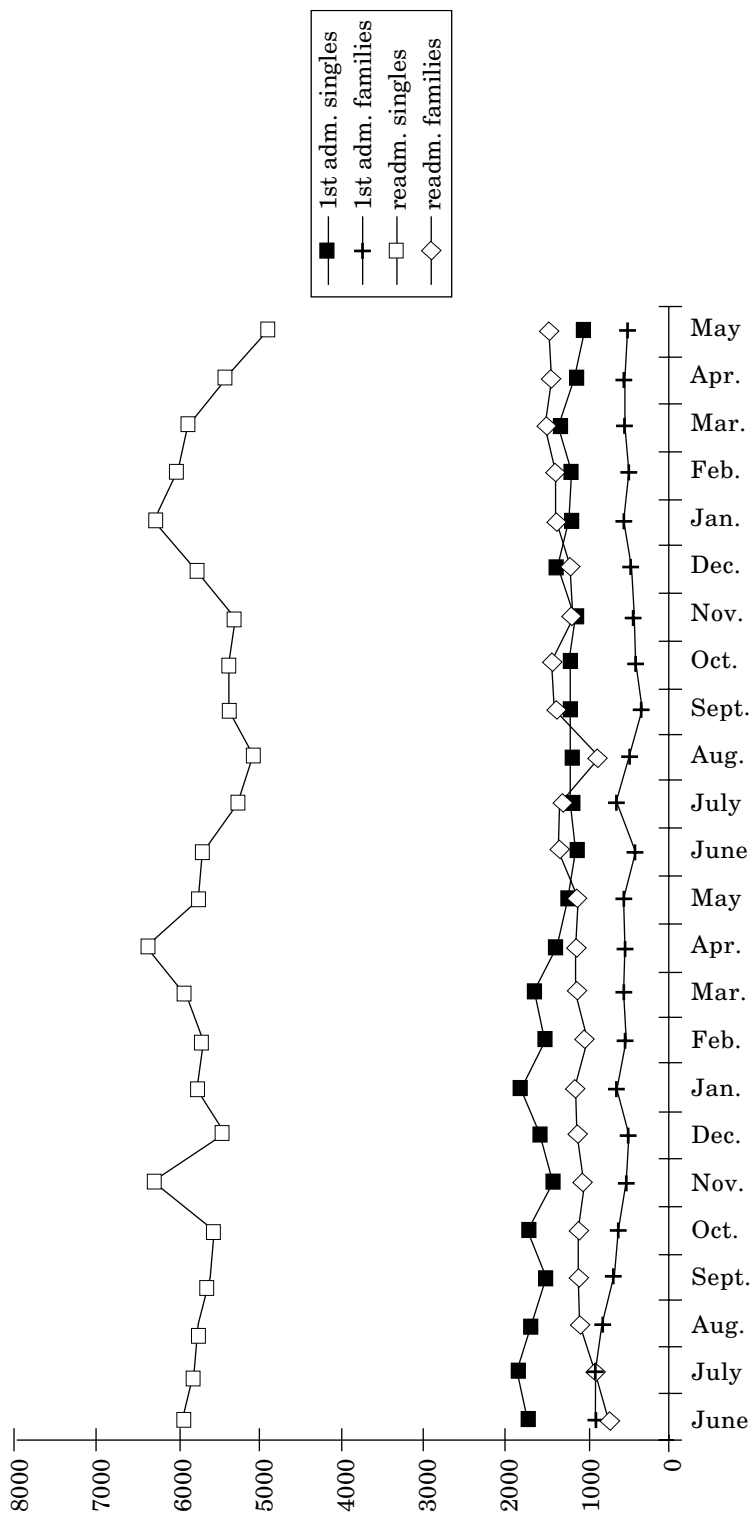 1st adm. singles
1st adm. families
readm. singles
readm. families
8000
7000
6000
5000
4000
3000
2000
1000
0
June
July
Aug.
Sept.
Oct.
Nov.
Dec.
Jan.
Feb.
Mar.
Apr.
May
June
July
Aug.
Sept.
Oct.
Nov.
Dec.
Jan.
Feb.
Mar.
Apr.
May